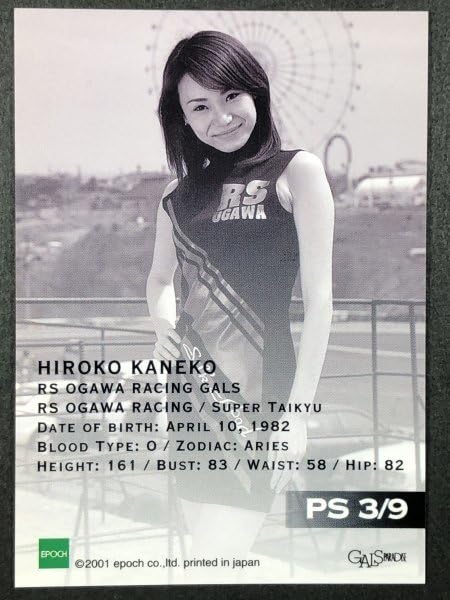 RS
OGAWA
HIROKO KANEKO
RS OGAWA RACING GALS
RS OGAWA RACING / SUPER TAIKYU
DATE OF BIRTH: APRIL 10, 1982
BLOOD TYPE: O / ZODIAC: ARIES
HEIGHT: 161 / BUST: 83 / WAIST: 58 / HIP: 82
PS 3/9
EPOCH
©2001 epoch co.,ltd. printed in japan
GALS PARADISE